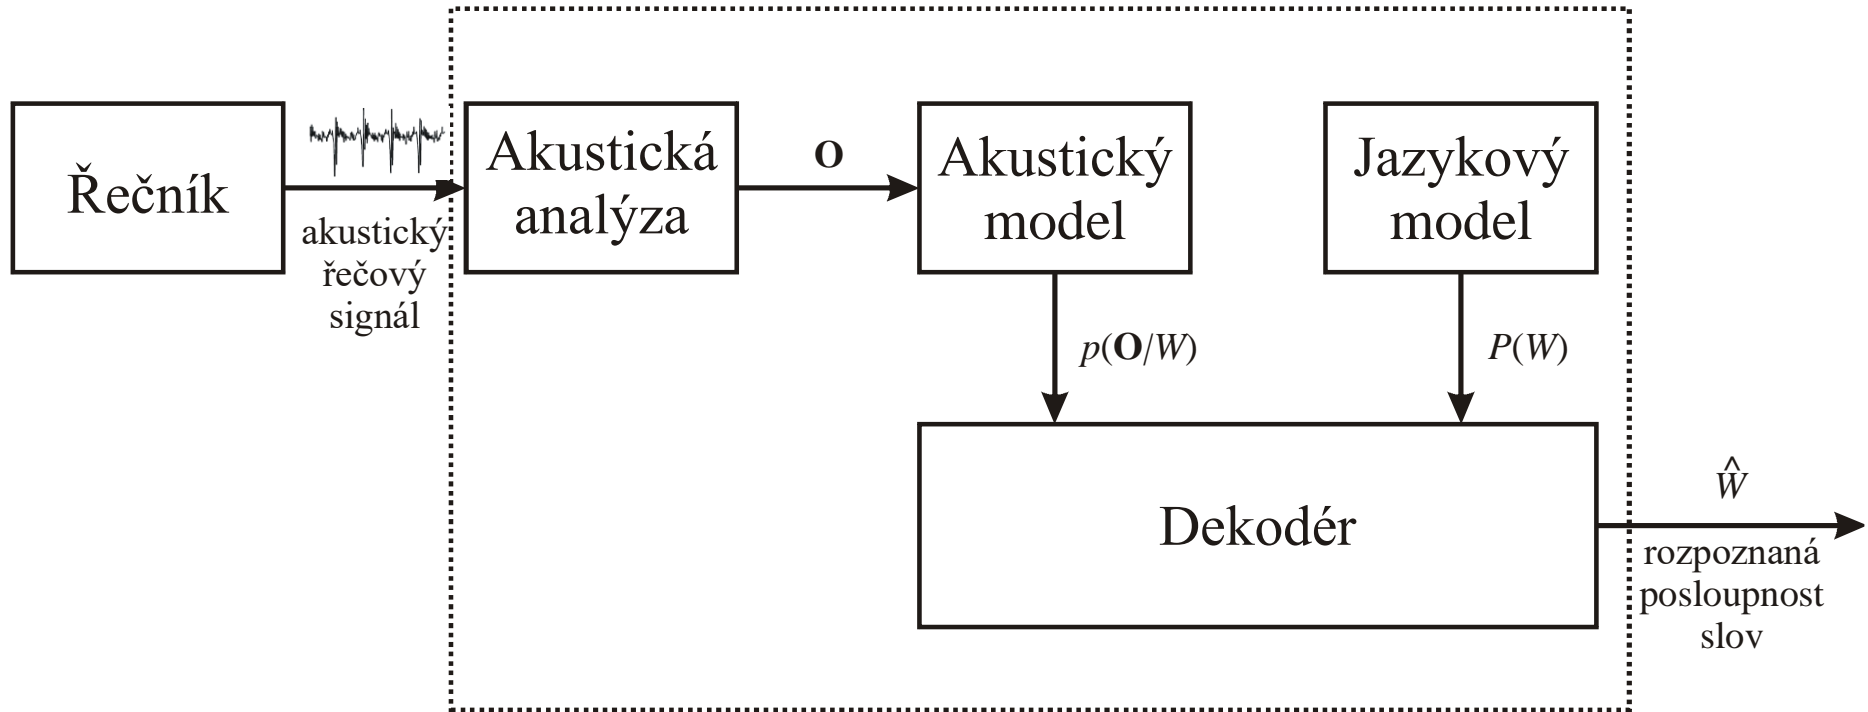 Řečník
akustický
řečový
signál
Akustická
analýza
O
Akustický
model
Jazykový
model
p(O/W)
P(W)
Dekodér
Ŵ
rozpoznaná
posloupnost
slov